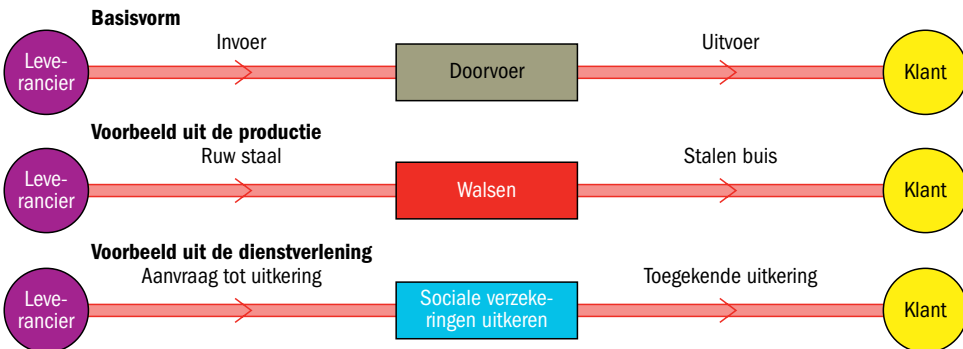 Basisvorm
Invoer
Uitvoer
Leve-
rancier
Doorvoer
Klant
Voorbeeld uit de productie
Ruw staal
Stalen buis
Leve-
rancier
Walsen
Klant
Voorbeeld uit de dienstverlening
Aanvraag tot uitkering
Toegekende uitkering
Leve-
rancier
Sociale verzeke-
ringen uitkeren
Klant